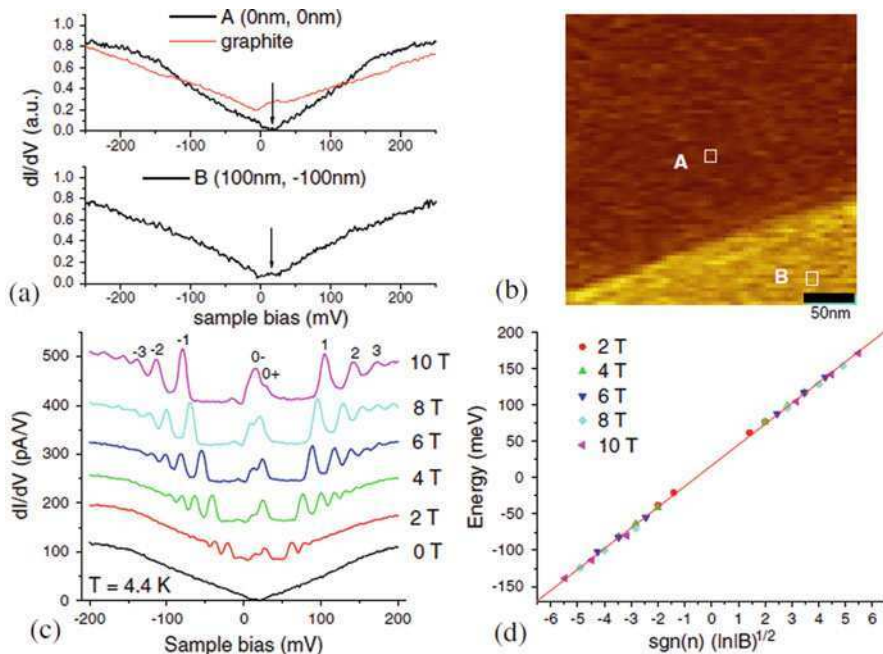 A (0nm, 0nm)
graphite
1.0
0.8
0.6
0.4
0.2
0.0
-200 -100 0 100 200
dI/dV (a.u.)
B (100nm, -100nm)
1.0
0.8
0.6
0.4
0.2
0.0
-200 -100 0 100 200
sample bias (mV)
(a)
A
B
50nm
(b)
-3 -2 -1 0- 0+ 1 2 3
10 T
8 T
6 T
4 T
2 T
0 T
500
400
300
200
100
0
dI/dV (pA/V)
T = 4.4 K
-200 -100 0 100 200
Sample bias (mV)
(c)
2 T
4 T
6 T
8 T
10 T
200
150
100
50
0
-50
-100
-150
Energy (meV)
-6 -5 -4 -3 -2 -1 0 1 2 3 4 5 6
sgn(n) (|n|B)^1/2
(d)